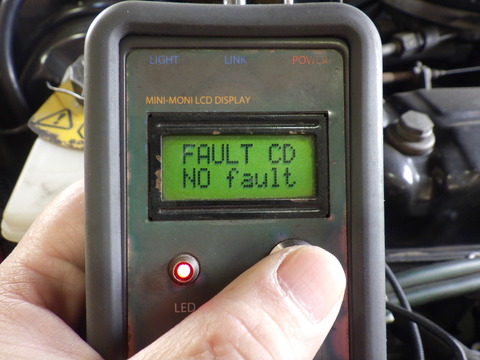 LIGHT LINK POWER
MINI-MONI LCD DISPLAY
FAULT CD
NO fault
LED